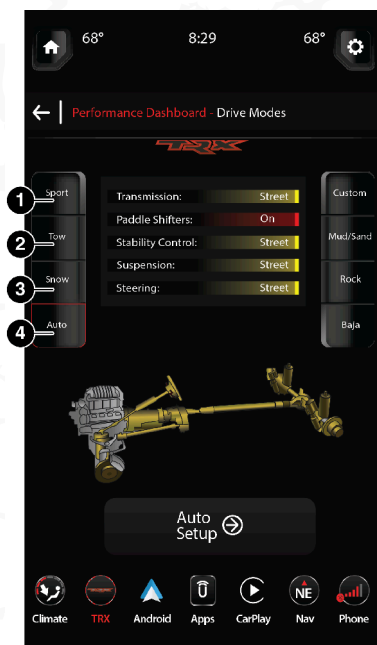 68° 8:29 68°
Performance Dashboard - Drive Modes
TRX
1 Sport
2 Tow
3 Snow
4 Auto
Transmission: Street
Paddle Shifters: On
Stability Control: Street
Suspension: Street
Steering: Street
Custom
Mud/Sand
Rock
Baja
Auto
Setup
NE
Climate TRX Android Apps CarPlay Nav Phone